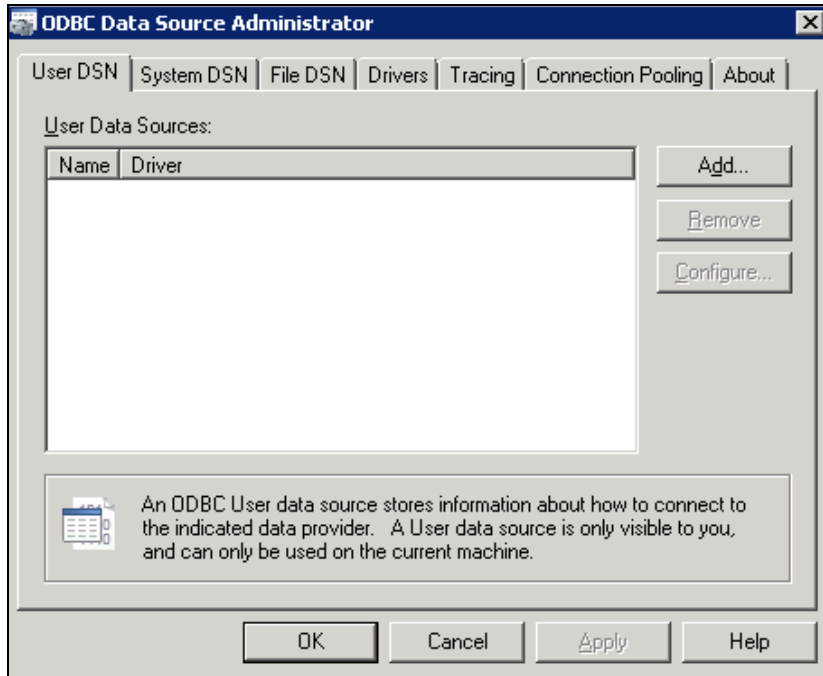 ODBC Data Source Administrator
User DSN System DSN File DSN Drivers Tracing Connection Pooling About
User Data Sources:
Name Driver
Add...
Remove
Configure...
An ODBC User data source stores information about how to connect to
the indicated data provider. A User data source is only visible to you,
and can only be used on the current machine.
OK Cancel Apply Help